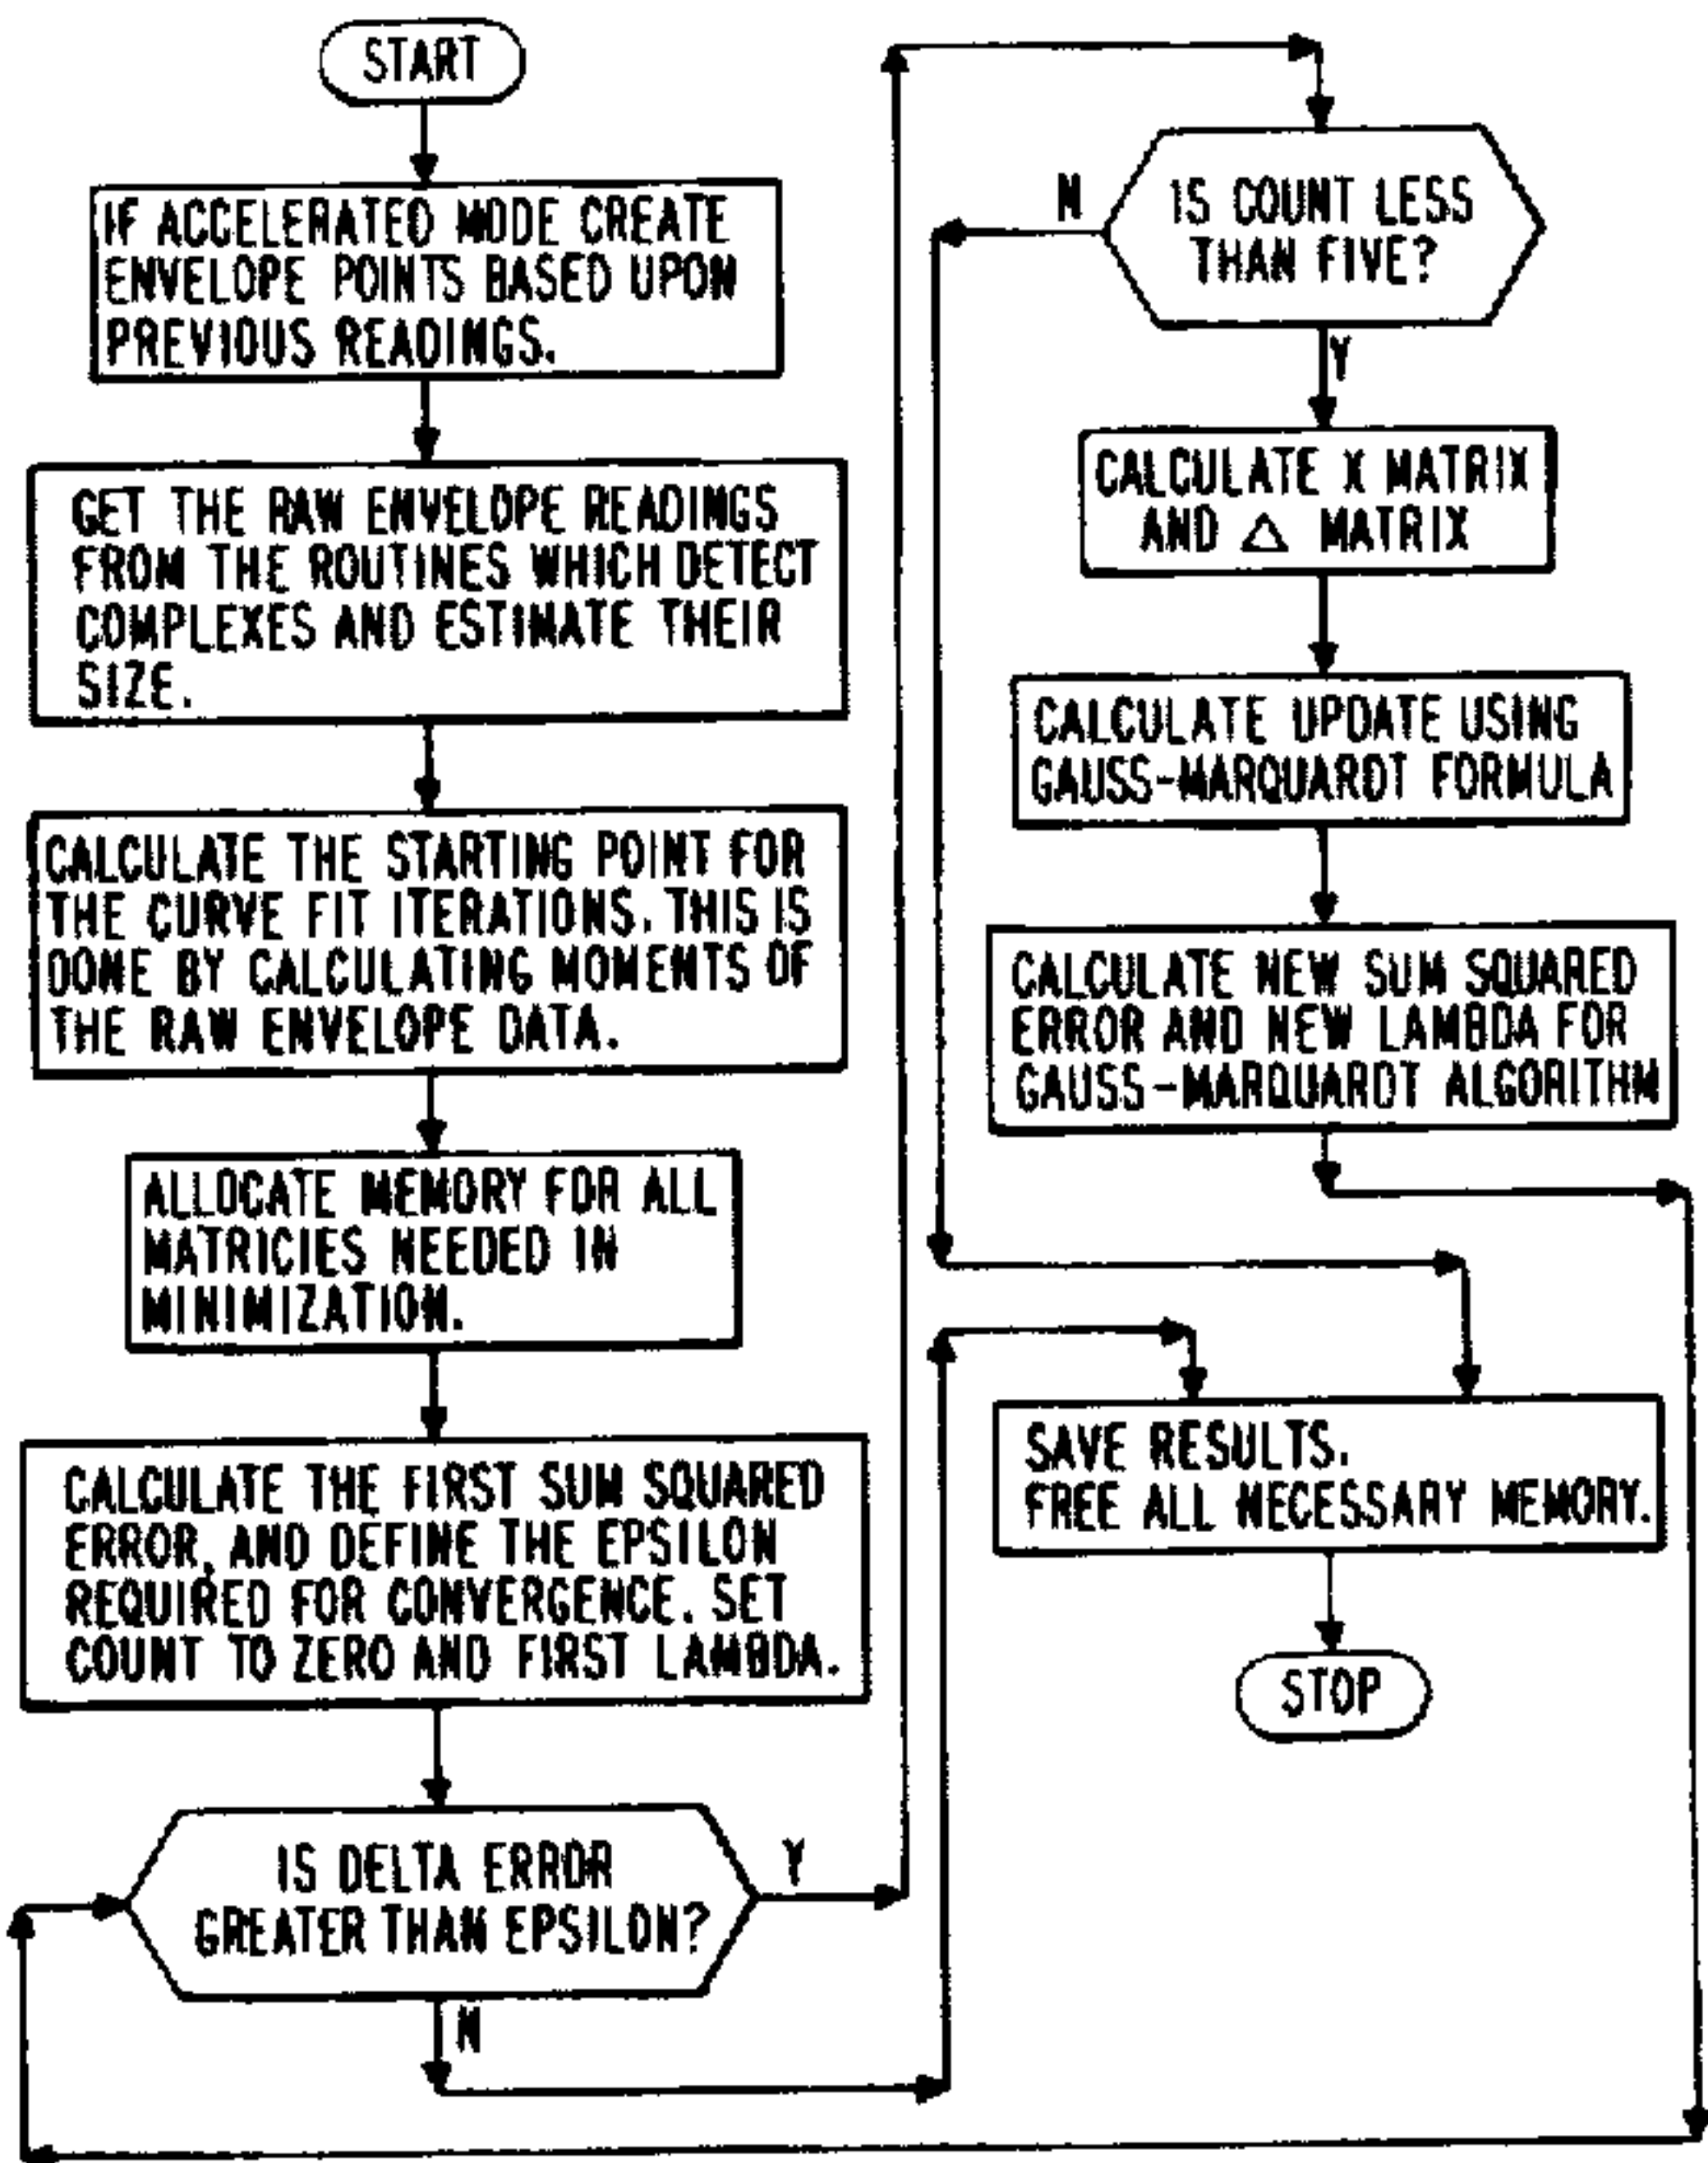 START
IF ACCELERATED MODE CREATE
ENVELOPE POINTS BASED UPON
PREVIOUS READINGS.
GET THE RAW ENVELOPE READINGS
FROM THE ROUTINES WHICH DETECT
COMPLEXES AND ESTIMATE THEIR
SIZE.
CALCULATE THE STARTING POINT FOR
THE CURVE FIT ITERATIONS. THIS IS
DONE BY CALCULATING MOMENTS OF
THE RAW ENVELOPE DATA.
ALLOCATE MEMORY FOR ALL
MATRICIES NEEDED IN
MINIMIZATION.
CALCULATE THE FIRST SUM SQUARED
ERROR, AND DEFINE THE EPSILON
REQUIRED FOR CONVERGENCE. SET
COUNT TO ZERO AND FIRST LAMBDA.
IS DELTA ERROR
GREATER THAN EPSILON?
Y
N
IS COUNT LESS
THAN FIVE?
N
Y
CALCULATE X MATRIX
AND △ MATRIX
CALCULATE UPDATE USING
GAUSS-MARQUARDT FORMULA
CALCULATE NEW SUM SQUARED
ERROR AND NEW LAMBDA FOR
GAUSS-MARQUARDT ALGORITHM
SAVE RESULTS.
FREE ALL NECESSARY MEMORY.
STOP